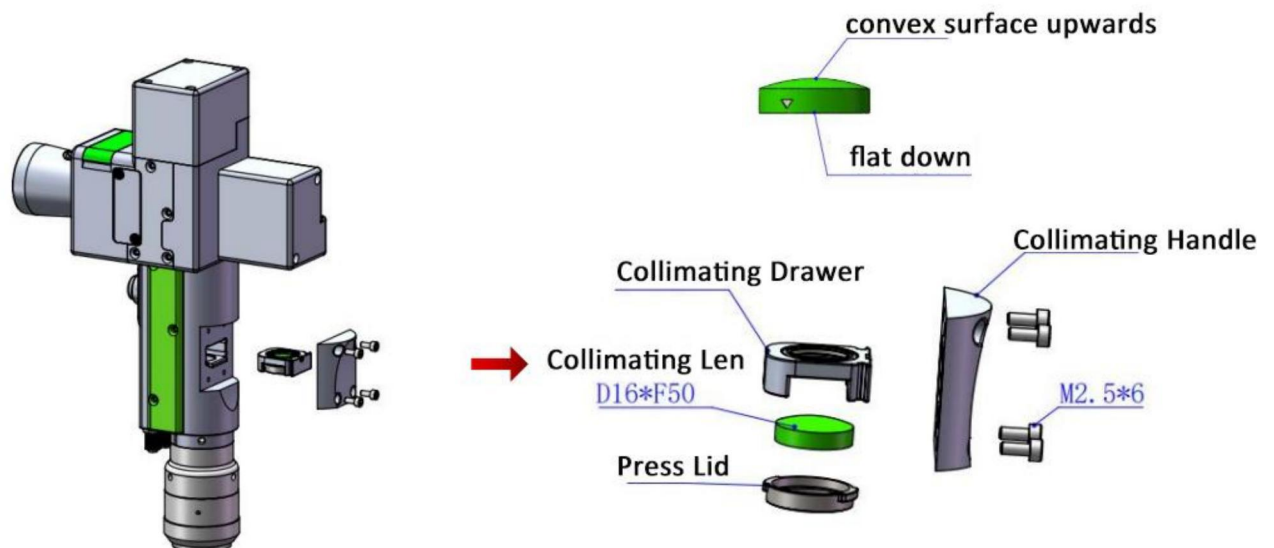 convex surface upwards
flat down
Collimating Handle
Collimating Drawer
Collimating Len
D16*F50
M2.5*6
Press Lid